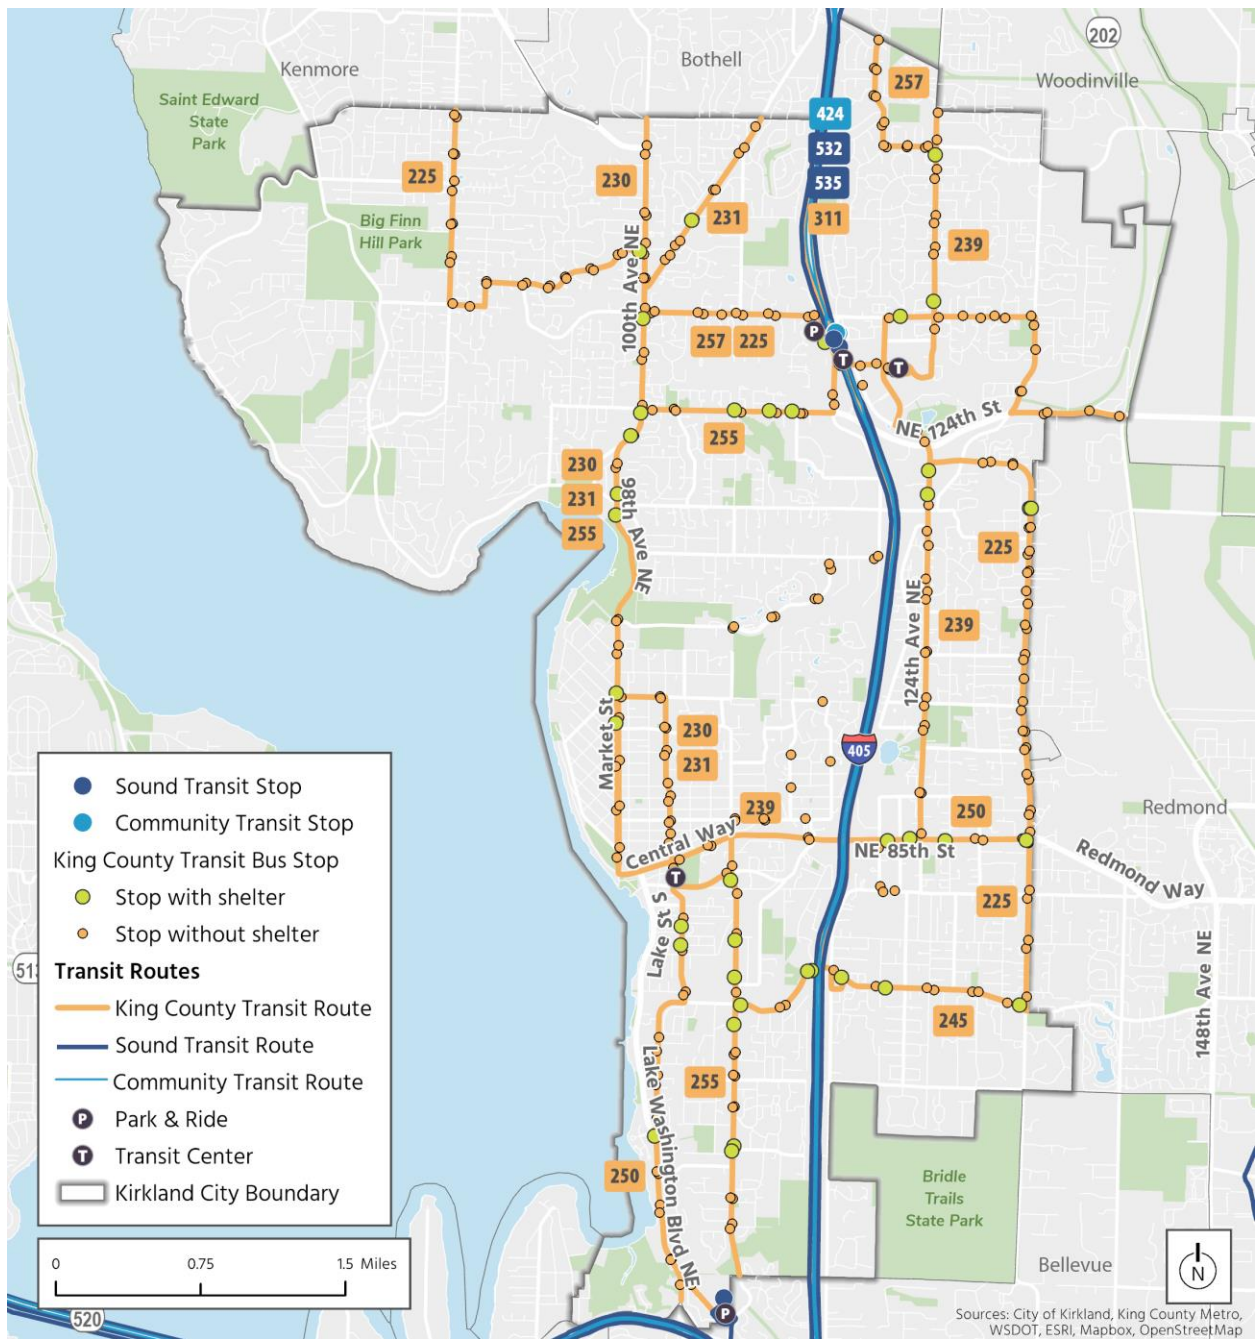 202
Bothell
Kenmore
Woodinville
257
Saint Edward
State
Park
424
532
225
230
535
231
311
Big Finn
Hill Park
239
100th Ave NE
P
257 225
T
T
NE 124th St
255
230
98th Ave NE
231
255
225
124th Ave NE
239
Market St
230
405
231
239
250
Redmond
Central Way
NE 85th St
Redmond Way
T
225
Lake St S
513
148th Ave NE
245
Lake Washington Blvd NE
255
250
Bridle
Trails
State Park
Bellevue
P
520
Sound Transit Stop
Community Transit Stop
King County Transit Bus Stop
Stop with shelter
Stop without shelter
Transit Routes
King County Transit Route
Sound Transit Route
Community Transit Route
P Park & Ride
T Transit Center
Kirkland City Boundary
0 0.75 1.5 Miles
N
Sources: City of Kirkland, King County Metro,
WSDOT, ESRI, Mapbox, OpenStreetMap